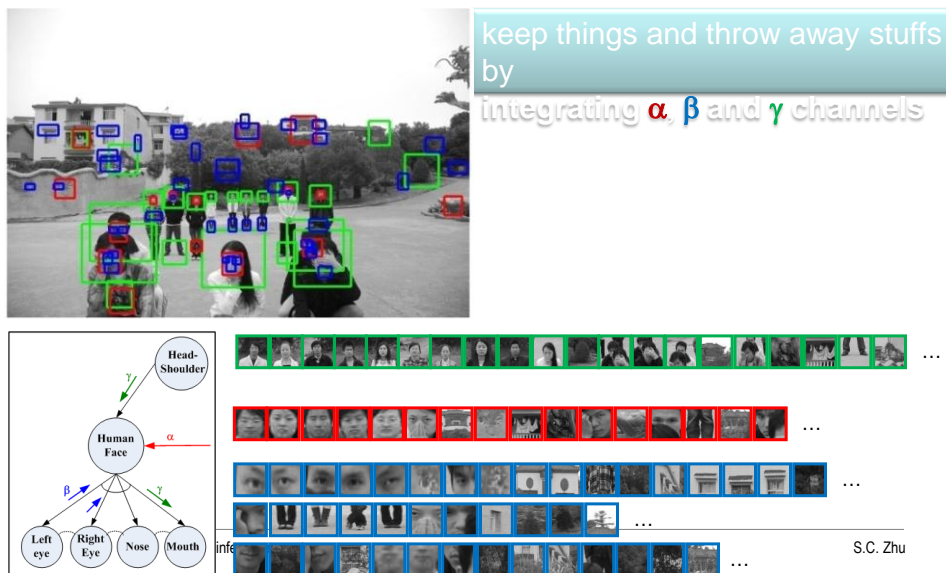 keep things and throw away stuffs
by
integrating α, β and γ channels
Head-
Shoulder
γ
Human
Face
α
β
γ
Left
eye
Right
Eye
Nose
Mouth
...
...
...
...
...
S.C. Zhu